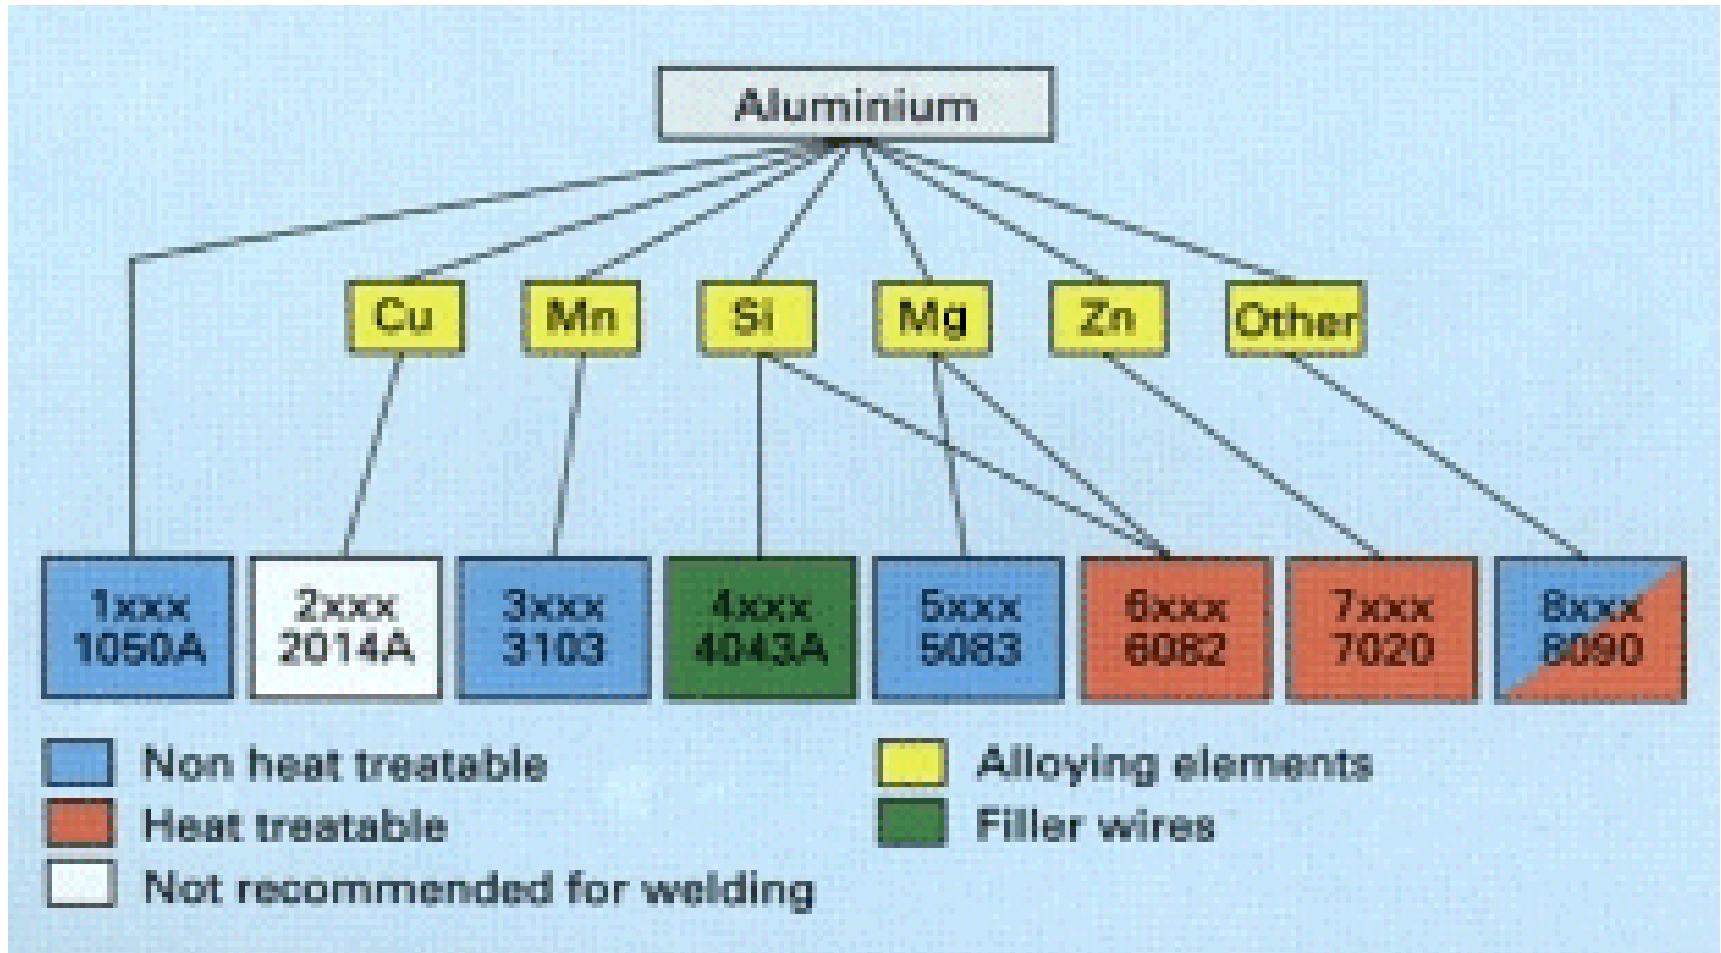 Aluminium
Cu
Mn
Si
Mg
Zn
Other
1xxx
1050A
2xxx
2014A
3xxx
3103
4xxx
4043A
5xxx
5083
6xxx
6082
7xxx
7020
8xxx
8090
Non heat treatable
Heat treatable
Not recommended for welding
Alloying elements
Filler wires